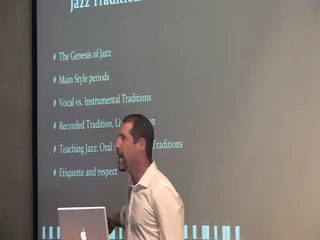 Jazz Tradition
# The Genesis of Jazz
# Main Style periods
# Vocal vs. Instrumental Traditions
# Recorded Tradition,
# Teaching Jazz: Oral Traditions
# Etiquette and respect